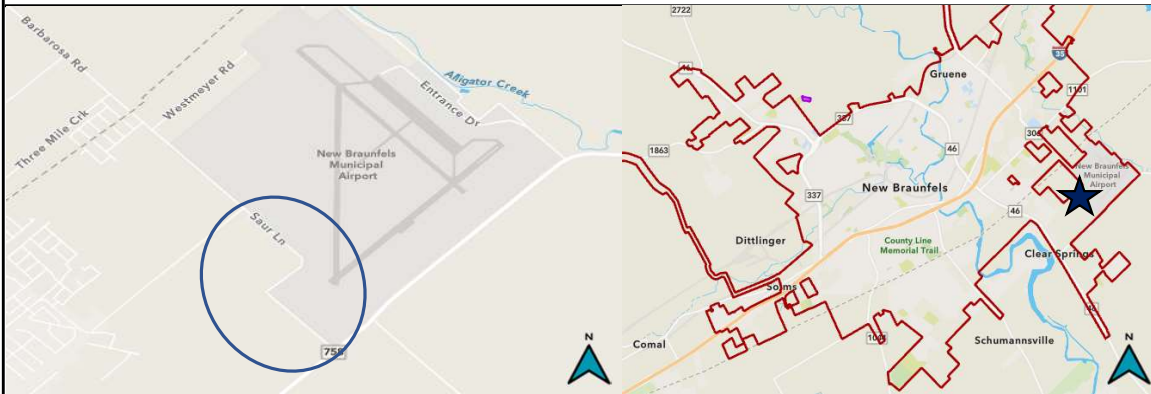 Barbarosa Rd
Westmeyer Rd
Three Mile Crk
Alligator Creek
Entrance Dr
New Braunfels
Municipal
Airport
Saur Ln
758
N
2722
46
Gruene
35
1101
337
306
1863
46
New Braunfels
Municipal
Airport
New Braunfels
337
46
Dittlinger
County Line
Memorial Trail
Clear Springs
Solms
Comal
Schumannsville
N